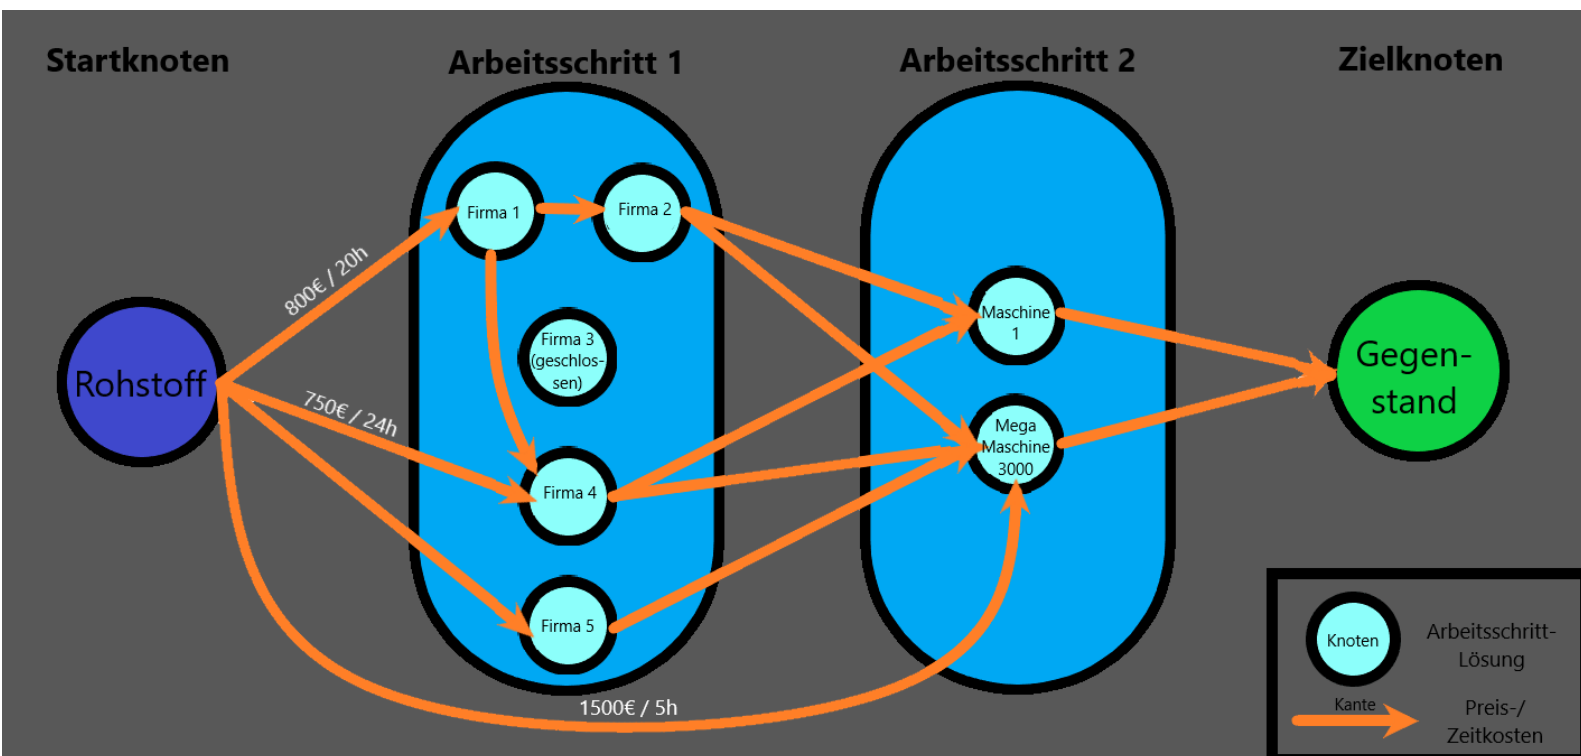 Startknoten
Arbeitsschritt 1
Arbeitsschritt 2
Zielknoten
Firma 1
Firma 2
800€ / 20h
Firma 3
(geschlos-
sen)
Maschine
1
Rohstoff
Gegen-
stand
750€ / 24h
Mega
Maschine
3000
Firma 4
Firma 5
1500€ / 5h
Knoten
Arbeitsschritt-
Lösung
Kante
Preis-/
Zeitkosten